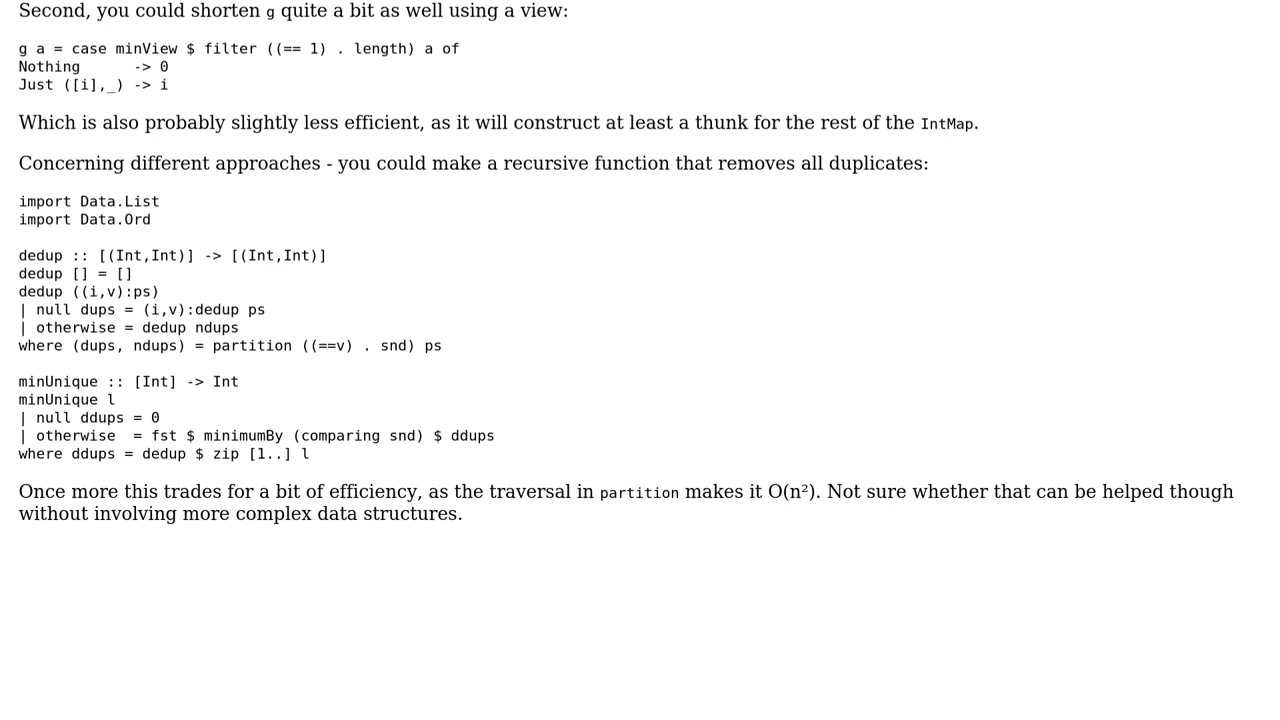 Second, you could shorten g quite a bit as well using a view:
g a = case minView $ filter ((== 1) . length) a of
Nothing      -> 0
Just ([i],_) -> i
Which is also probably slightly less efficient, as it will construct at least a thunk for the rest of the IntMap.
Concerning different approaches - you could make a recursive function that removes all duplicates:
import Data.List
import Data.Ord
dedup :: [(Int,Int)] -> [(Int,Int)]
dedup [] = []
dedup ((i,v):ps)
| null dups = (i,v):dedup ps
| otherwise = dedup ndups
where (dups, ndups) = partition ((==v) . snd) ps
minUnique :: [Int] -> Int
minUnique l
| null ddups = 0
| otherwise  = fst $ minimumBy (comparing snd) $ ddups
where ddups = dedup $ zip [1..] l
Once more this trades for a bit of efficiency, as the traversal in partition makes it O(n²). Not sure whether that can be helped though
without involving more complex data structures.